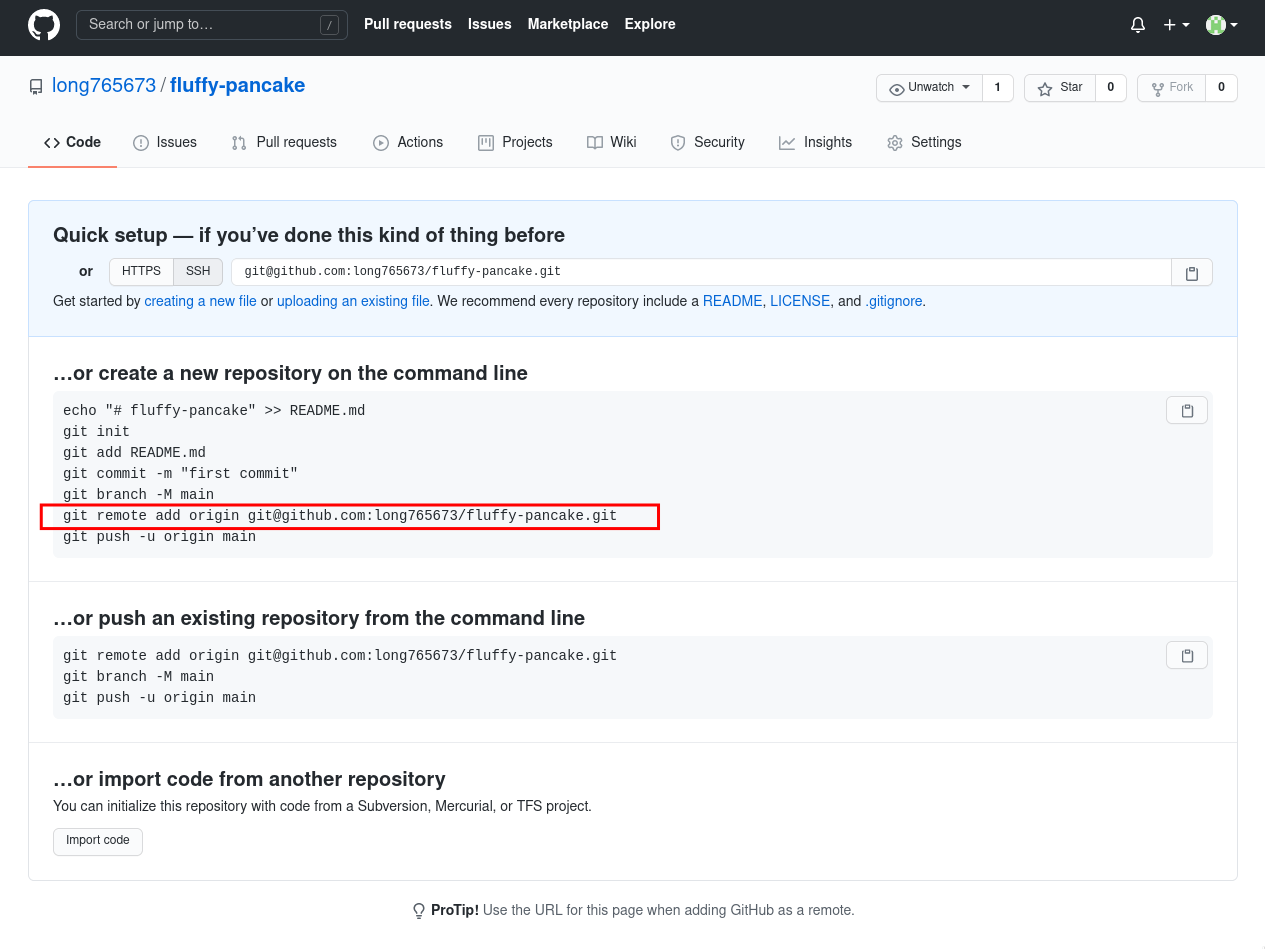 Search or jump to… /
Pull requests Issues Marketplace Explore
long765673 / fluffy-pancake
Unwatch 1 Star 0 Fork 0
Code Issues Pull requests Actions Projects Wiki Security Insights Settings
Quick setup — if you’ve done this kind of thing before
or HTTPS SSH git@github.com:long765673/fluffy-pancake.git
Get started by creating a new file or uploading an existing file. We recommend every repository include a README, LICENSE, and .gitignore.
…or create a new repository on the command line
echo "# fluffy-pancake" >> README.md
git init
git add README.md
git commit -m "first commit"
git branch -M main
git remote add origin git@github.com:long765673/fluffy-pancake.git
git push -u origin main
…or push an existing repository from the command line
git remote add origin git@github.com:long765673/fluffy-pancake.git
git branch -M main
git push -u origin main
…or import code from another repository
You can initialize this repository with code from a Subversion, Mercurial, or TFS project.
Import code
ProTip! Use the URL for this page when adding GitHub as a remote.